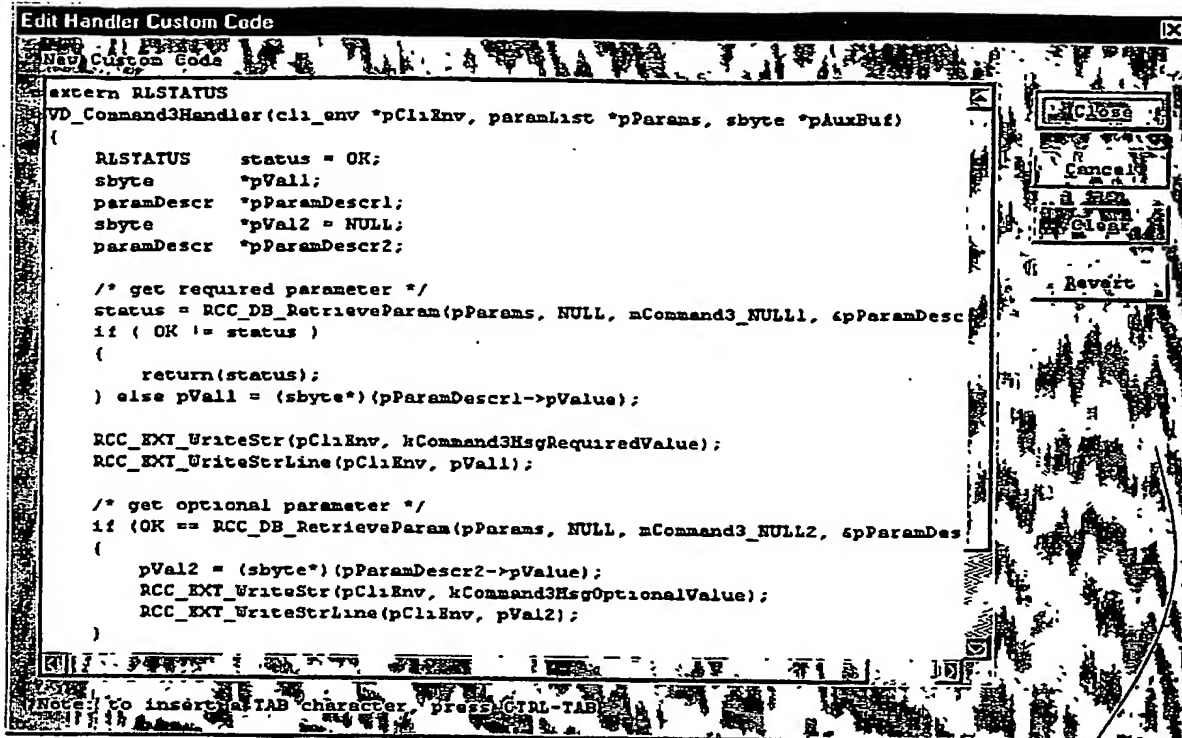 Edit Handler Custom Code
New Custom Code
extern RLSTATUS
VD_Command3Handler(cli_env *pCliEnv, paramList *pParams, sbyte *pAuxBuf)
{
RLSTATUS status = OK;
sbyte *pVal1;
paramDescr *pParamDescr1;
sbyte *pVal2 = NULL;
paramDescr *pParamDescr2;
/* get required parameter */
status = RCC_DB_RetrieveParam(pParams, NULL, mCommand3_NULL1, &pParamDesc
if ( OK != status )
{
return(status);
} else pVal1 = (sbyte*)(pParamDescr1->pValue);
RCC_EXT_WriteStr(pCliEnv, kCommand3MsgRequiredValue);
RCC_EXT_WriteStrLine(pCliEnv, pVal1);
/* get optional parameter */
if (OK == RCC_DB_RetrieveParam(pParams, NULL, mCommand3_NULL2, &pParamDes
{
pVal2 = (sbyte*)(pParamDescr2->pValue);
RCC_EXT_WriteStr(pCliEnv, kCommand3MsgOptionalValue);
RCC_EXT_WriteStrLine(pCliEnv, pVal2);
}
Note: to insert a TAB character, press CTRL-TAB
Close
Cancel
Clear
Revert